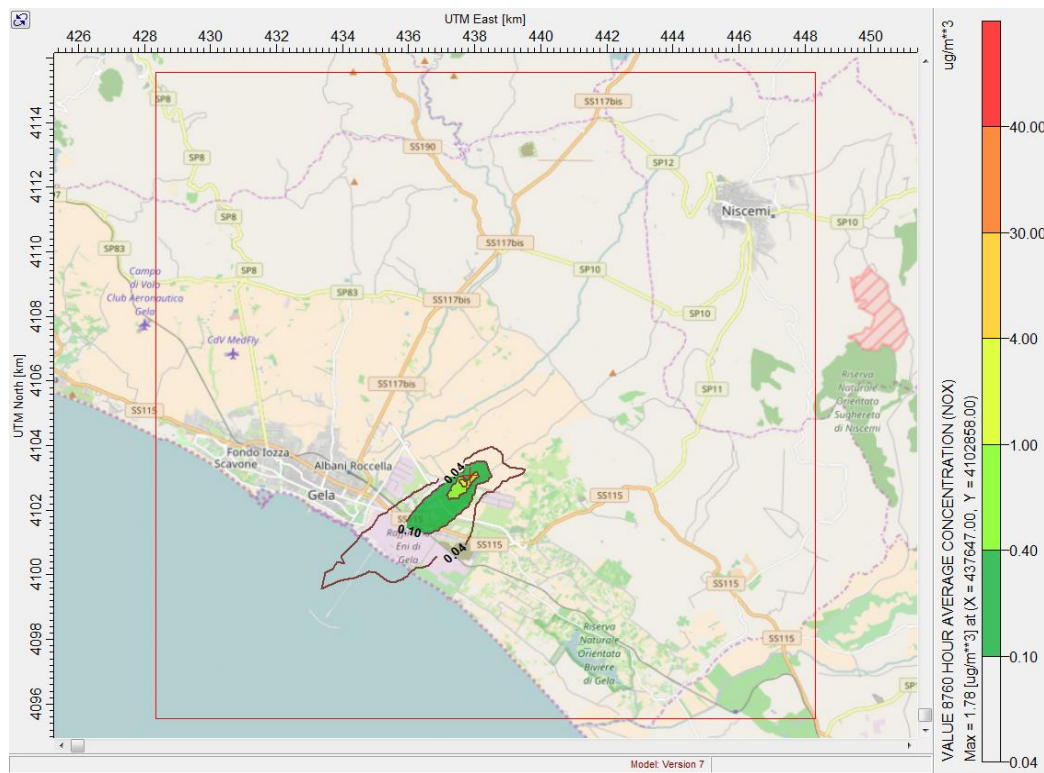 UTM East [km]
426 428 430 432 434 436 438 440 442 444 446 448 450
UTM North [km]
4114
4112
4110
4108
4106
4104
4102
4100
4098
4096
SP8
SS117bis
SS190
SP8
SP12
Niscemi
SP10
SP8
SP83
SS117bis
SP8
SP10
Campo
di Volo
Club Aeronautico
Gela
SP83
SS117bis
SP10
CdV MedFly
SS117bis
SP11
Riserva
Naturale
Orientata
Sughereta
di Niscemi
SS115
Fondo Iozza
Scavone
Albani Roccella
Gela
0.04
SS115
0.10
Eni di
Gela
0.04
SS115
SS115
Riserva
Naturale
Orientata
Biviere
di Gela
SS115
SP
Model: Version 7
ug/m**3
40.00
30.00
4.00
1.00
0.40
0.10
0.04
VALUE 8760 HOUR AVERAGE CONCENTRATION (NOX)
Max = 1.78 [ug/m**3] at (X = 437647.00, Y = 4102858.00)